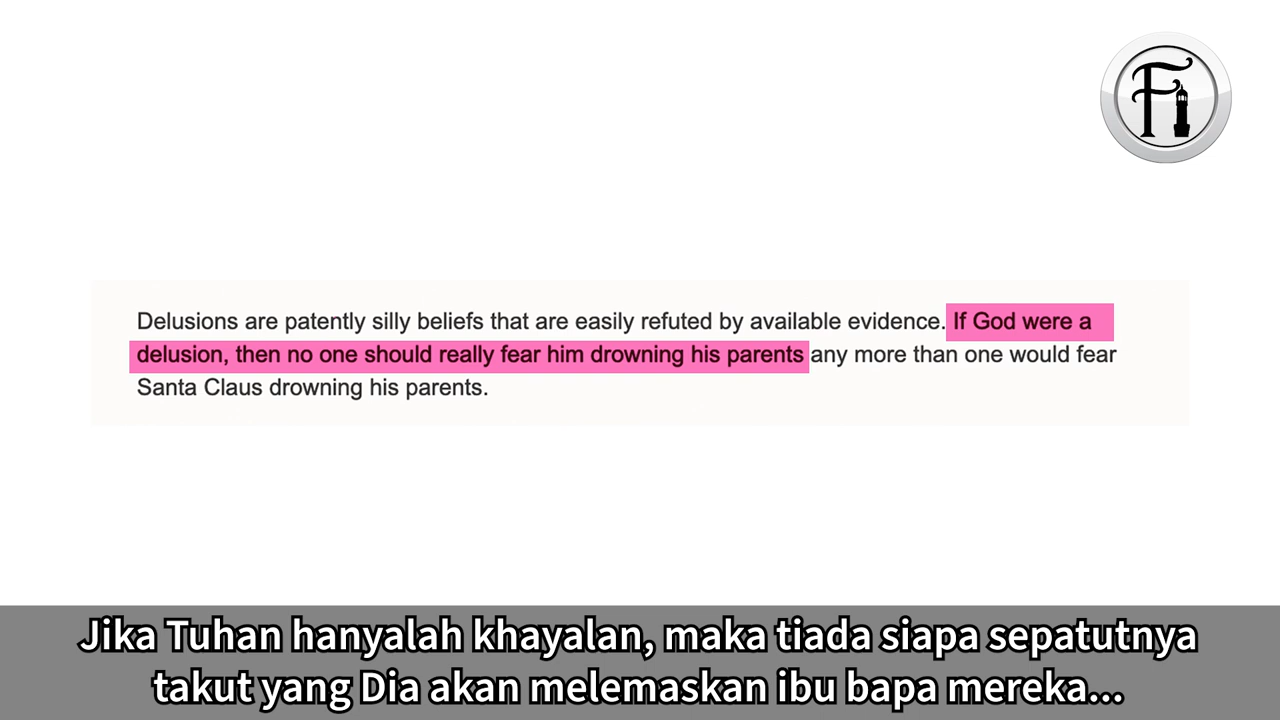 Fi
Delusions are patently silly beliefs that are easily refuted by available evidence. If God were a
delusion, then no one should really fear him drowning his parents any more than one would fear
Santa Claus drowning his parents.
Jika Tuhan hanyalah khayalan, maka tiada siapa sepatutnya
takut yang Dia akan melemaskan ibu bapa mereka...